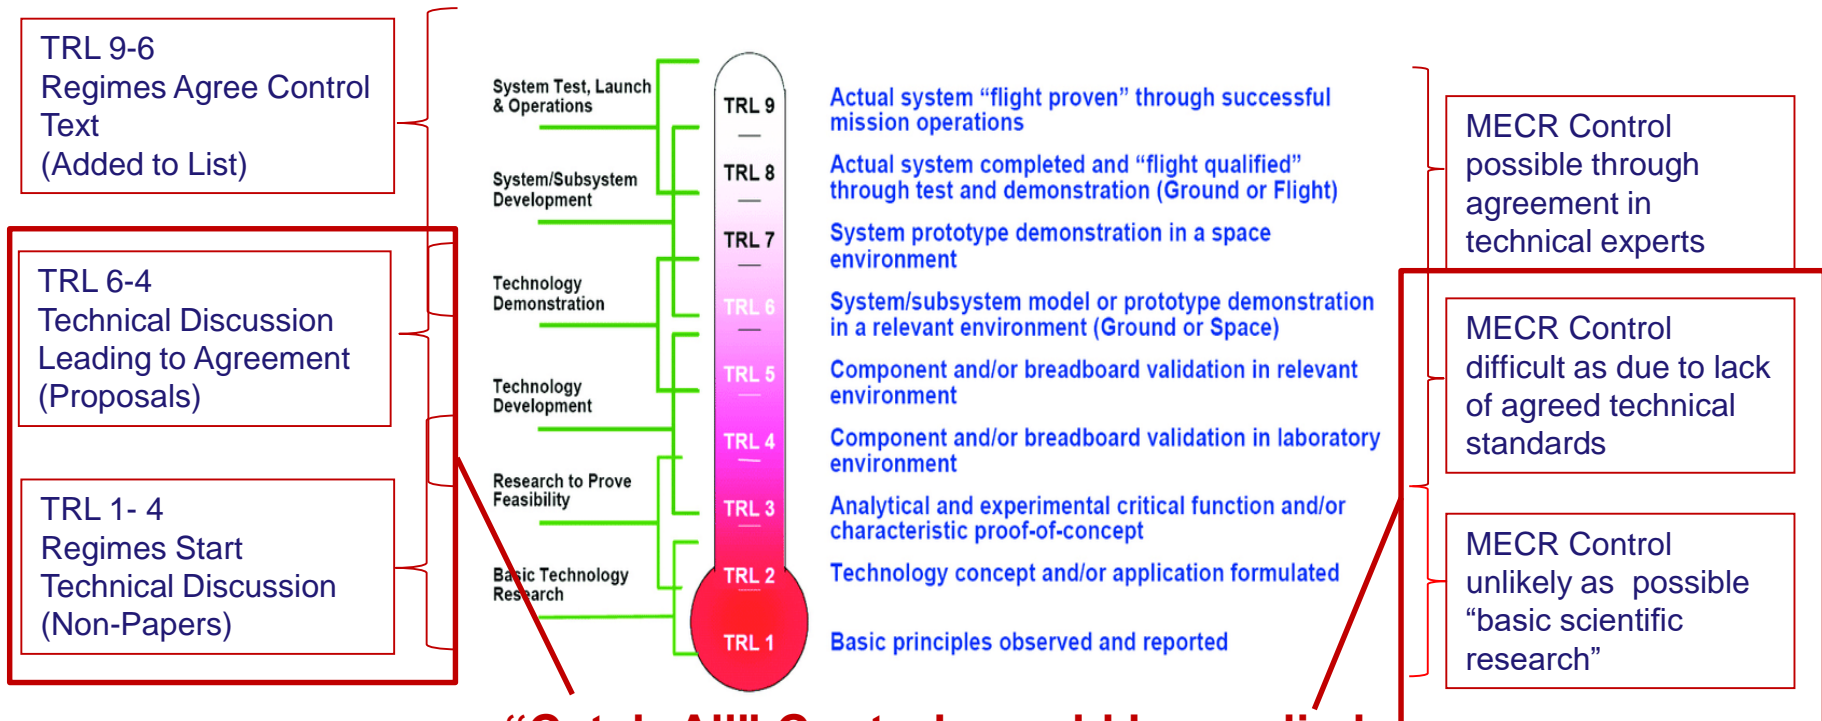 TRL 9-6
Regimes Agree Control
Text
(Added to List)
TRL 6-4
Technical Discussion
Leading to Agreement
(Proposals)
TRL 1- 4
Regimes Start
Technical Discussion
(Non-Papers)
System Test, Launch
& Operations
System/Subsystem
Development
Technology
Demonstration
Technology
Development
Research to Prove
Feasibility
Basic Technology
Research
TRL 9
TRL 8
TRL 7
TRL 6
TRL 5
TRL 4
TRL 3
TRL 2
TRL 1
Actual system “flight proven” through successful
mission operations
Actual system completed and “flight qualified”
through test and demonstration (Ground or Flight)
System prototype demonstration in a space
environment
System/subsystem model or prototype demonstration
in a relevant environment (Ground or Space)
Component and/or breadboard validation in relevant
environment
Component and/or breadboard validation in laboratory
environment
Analytical and experimental critical function and/or
characteristic proof-of-concept
Technology concept and/or application formulated
Basic principles observed and reported
MECR Control
possible through
agreement in
technical experts
MECR Control
difficult as due to lack
of agreed technical
standards
MECR Control
unlikely as possible
“basic scientific
research”